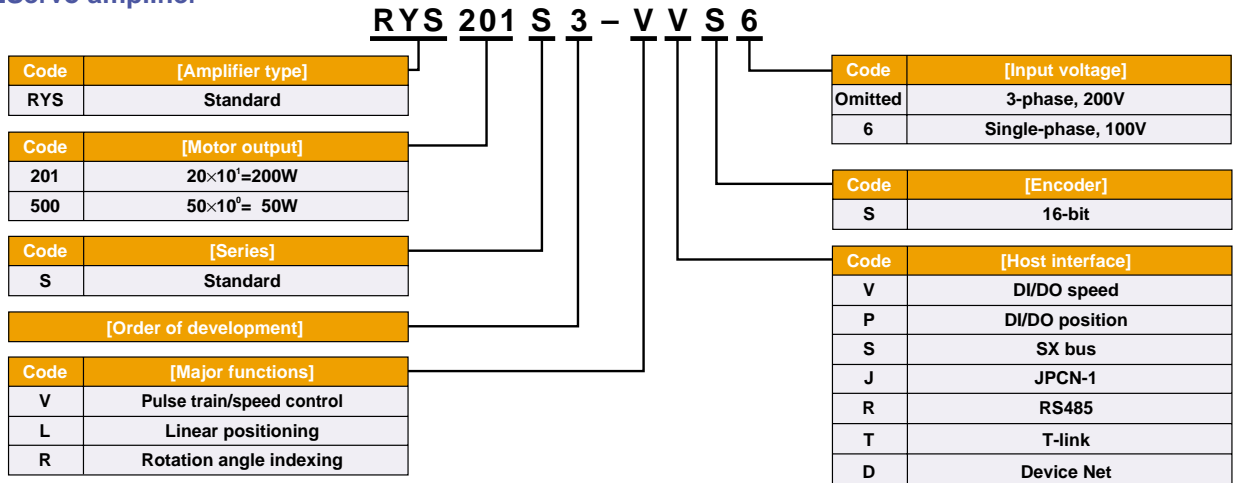 Servo amplifier
RYS 201 S 3 – V V S 6
Code [Amplifier type]
RYS Standard
Code [Motor output]
201 20×10¹=200W
500 50×10⁰= 50W
Code [Series]
S Standard
[Order of development]
Code [Major functions]
V Pulse train/speed control
L Linear positioning
R Rotation angle indexing
Code [Input voltage]
Omitted 3-phase, 200V
6 Single-phase, 100V
Code [Encoder]
S 16-bit
Code [Host interface]
V DI/DO speed
P DI/DO position
S SX bus
J JPCN-1
R RS485
T T-link
D Device Net